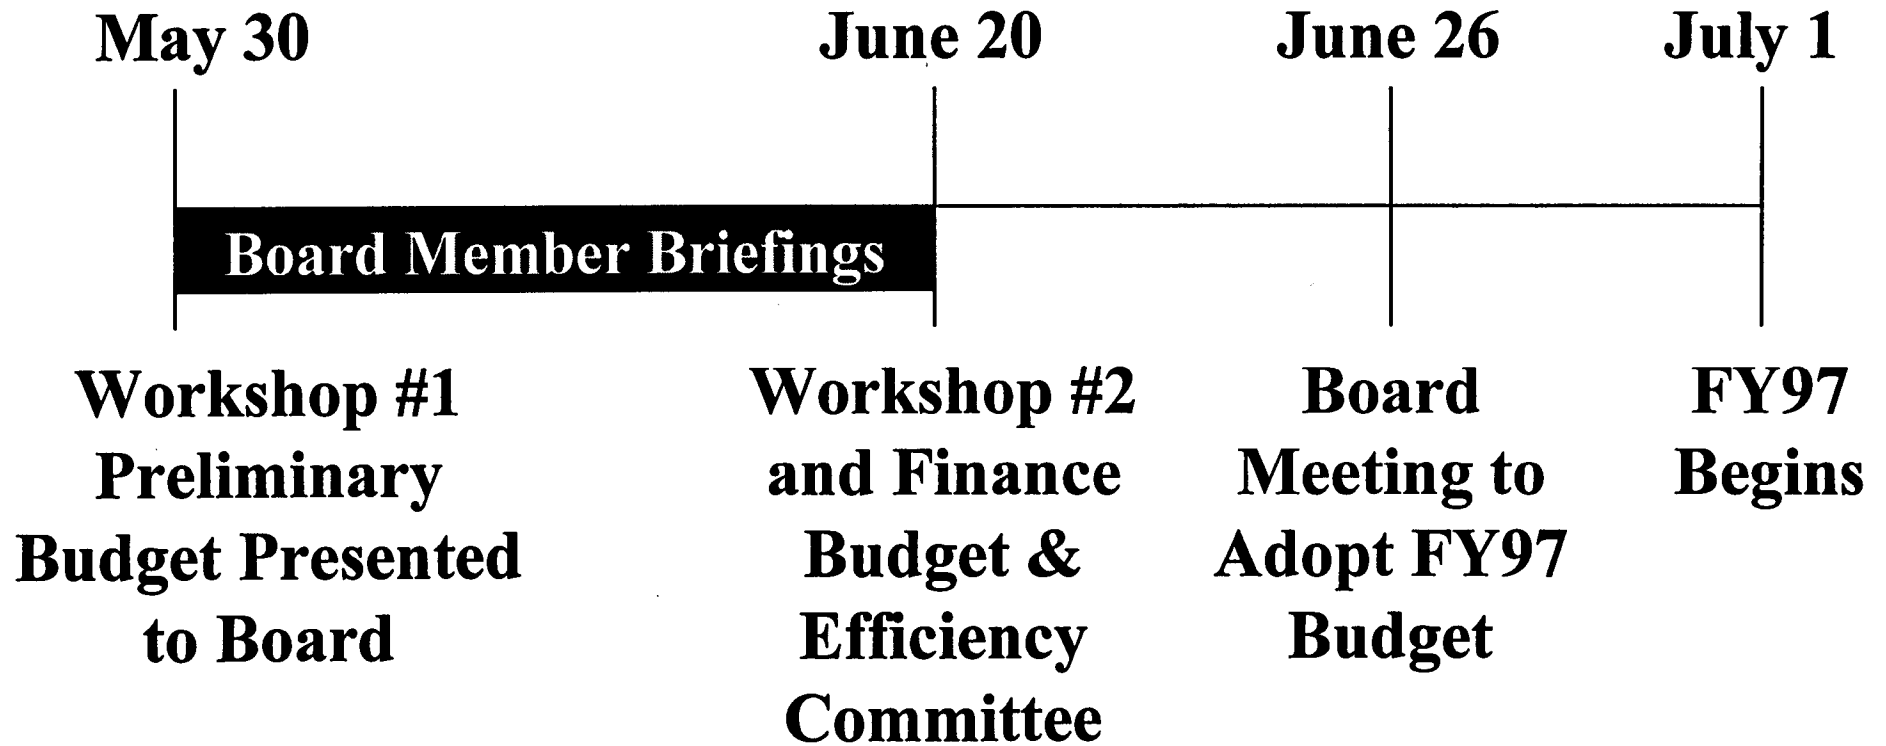 May 30
June 20
June 26
July 1
Board Member Briefings
Workshop #1
Preliminary
Budget Presented
to Board
Workshop #2
and Finance
Budget &
Efficiency
Committee
Board
Meeting to
Adopt FY97
Budget
FY97
Begins